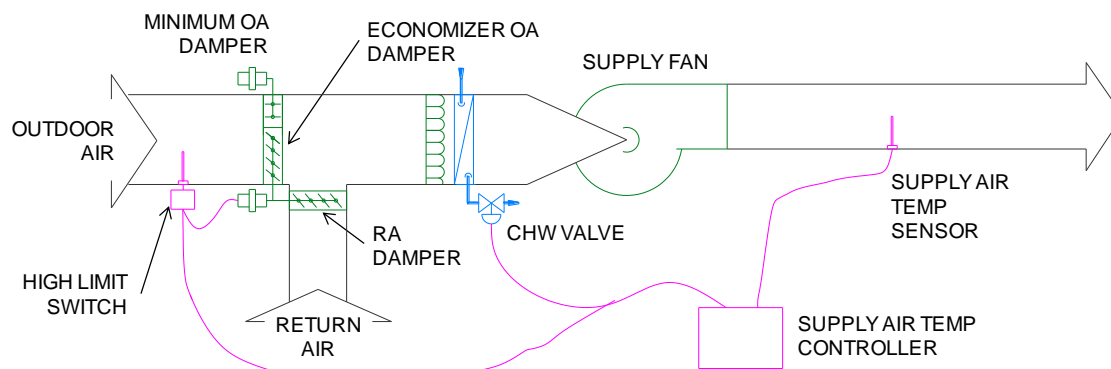 MINIMUM OA
DAMPER
ECONOMIZER OA
DAMPER
SUPPLY FAN
OUTDOOR
AIR
HIGH LIMIT
SWITCH
RA
DAMPER
RETURN
AIR
CHW VALVE
SUPPLY AIR
TEMP
SENSOR
SUPPLY AIR TEMP
CONTROLLER